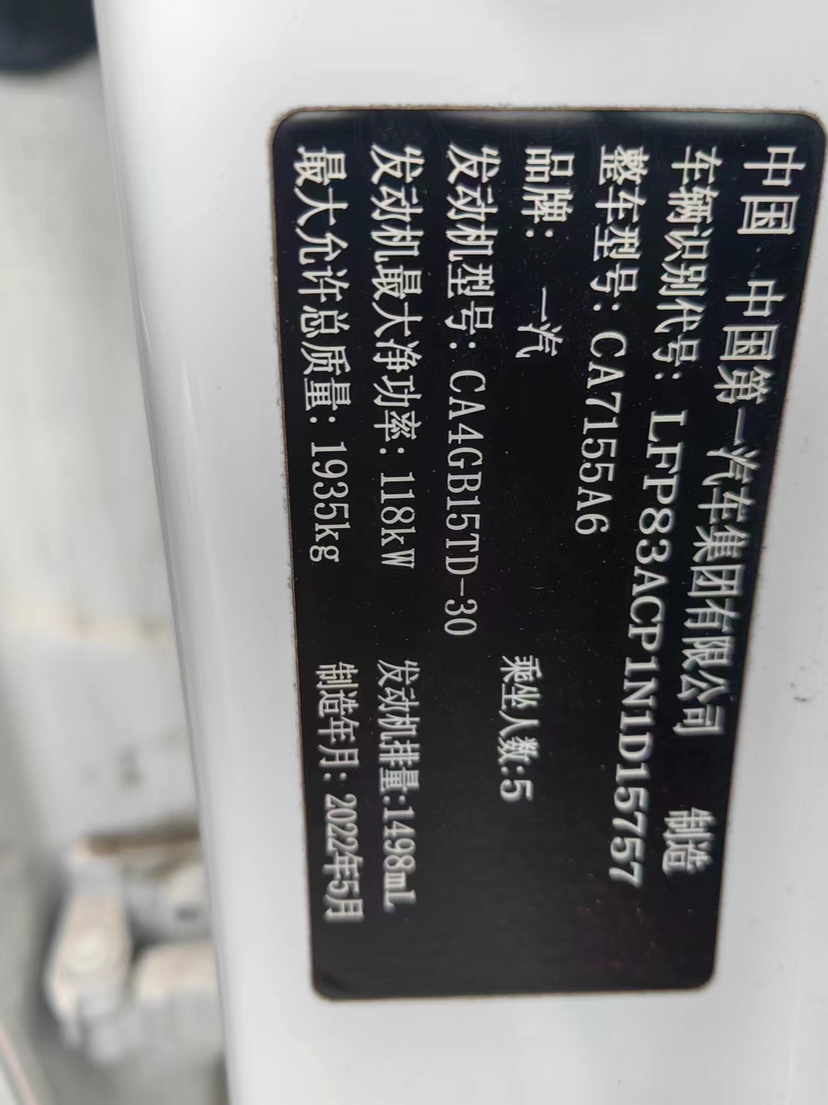 中国 中国第一汽车集团有限公司 制造
车辆识别代号: LFP83ACP1N1D15757
整车型号: CA7155A6
品牌: 一汽 乘坐人数:5
发动机型号: CA4GB15TD-30
发动机最大净功率: 118kW 发动机排量:1498mL
最大允许总质量: 1935kg 制造年月: 2022年5月